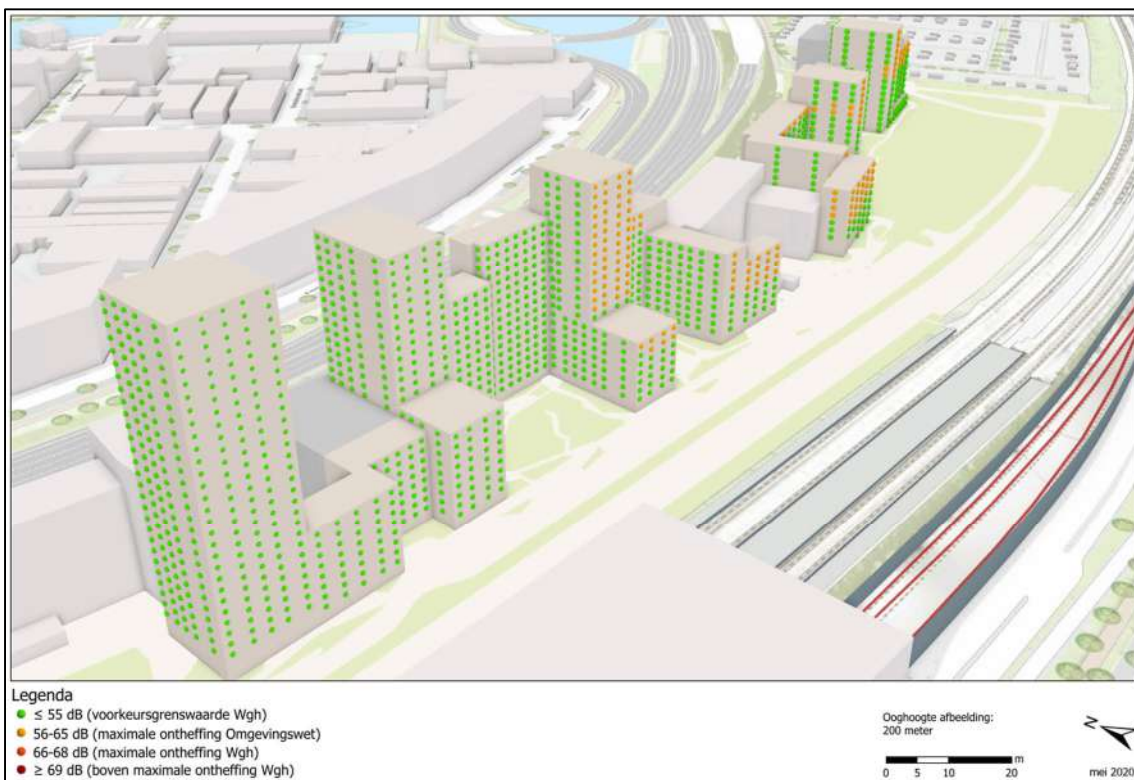 Legenda
≤ 55 dB (voorkeursgrenswaarde Wgh)
56-65 dB (maximale ontheffing Omgevingswet)
66-68 dB (maximale ontheffing Wgh)
≥ 69 dB (boven maximale ontheffing Wgh)
Ooghoogte afbeelding:
200 meter
N
m
0 5 10 20
mei 2020